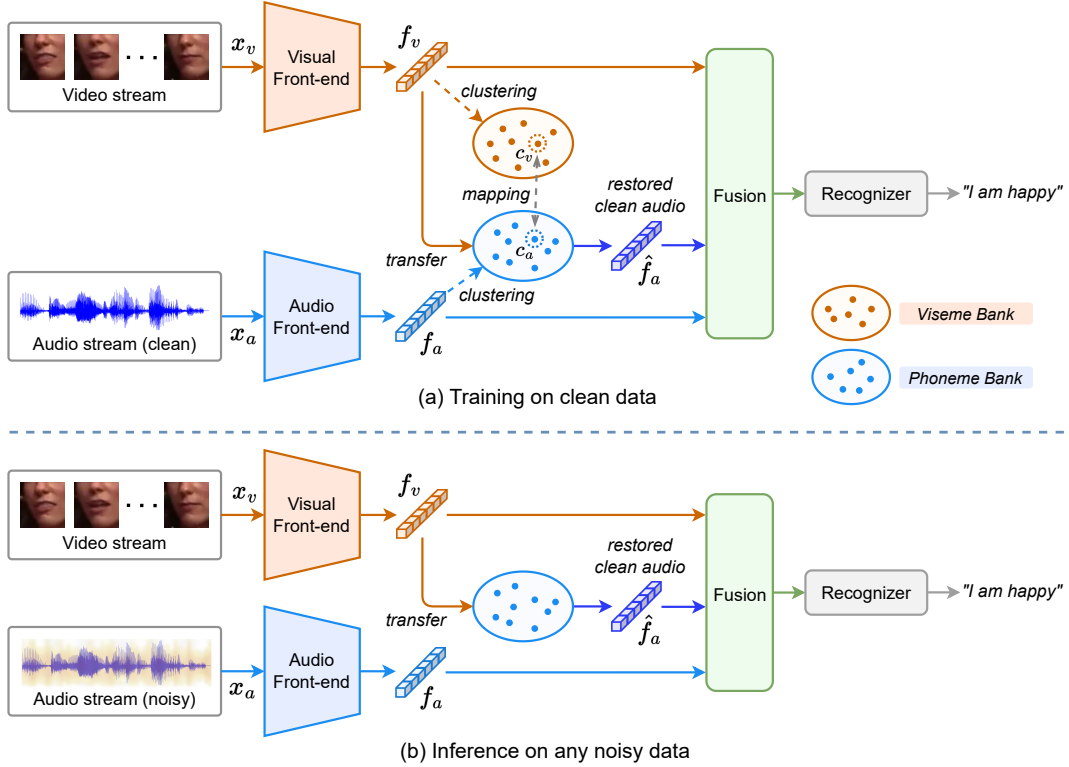 Video stream
x_v
Visual
Front-end
f_v
clustering
c_v
mapping
restored
clean audio
c_a
transfer
clustering
f̂_a
Audio stream (clean)
x_a
Audio
Front-end
f_a
Fusion
Recognizer
"I am happy"
Viseme Bank
Phoneme Bank
(a) Training on clean data
Video stream
x_v
Visual
Front-end
f_v
restored
clean audio
transfer
f̂_a
Audio stream (noisy)
x_a
Audio
Front-end
f_a
Fusion
Recognizer
"I am happy"
(b) Inference on any noisy data